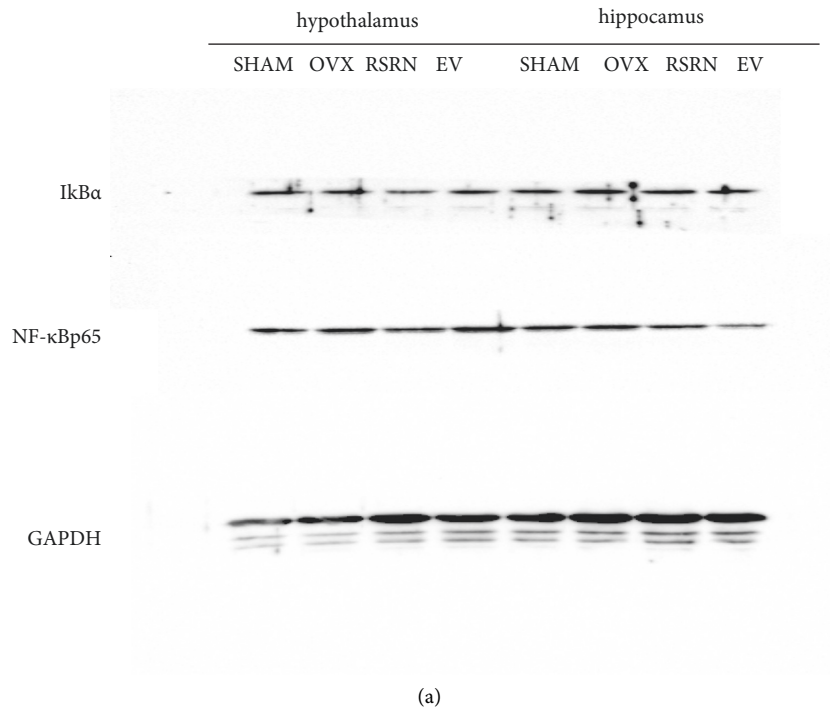 hypothalamus hippocamus
SHAM OVX RSRN EV SHAM OVX RSRN EV
IkBα
NF-κBp65
GAPDH
(a)